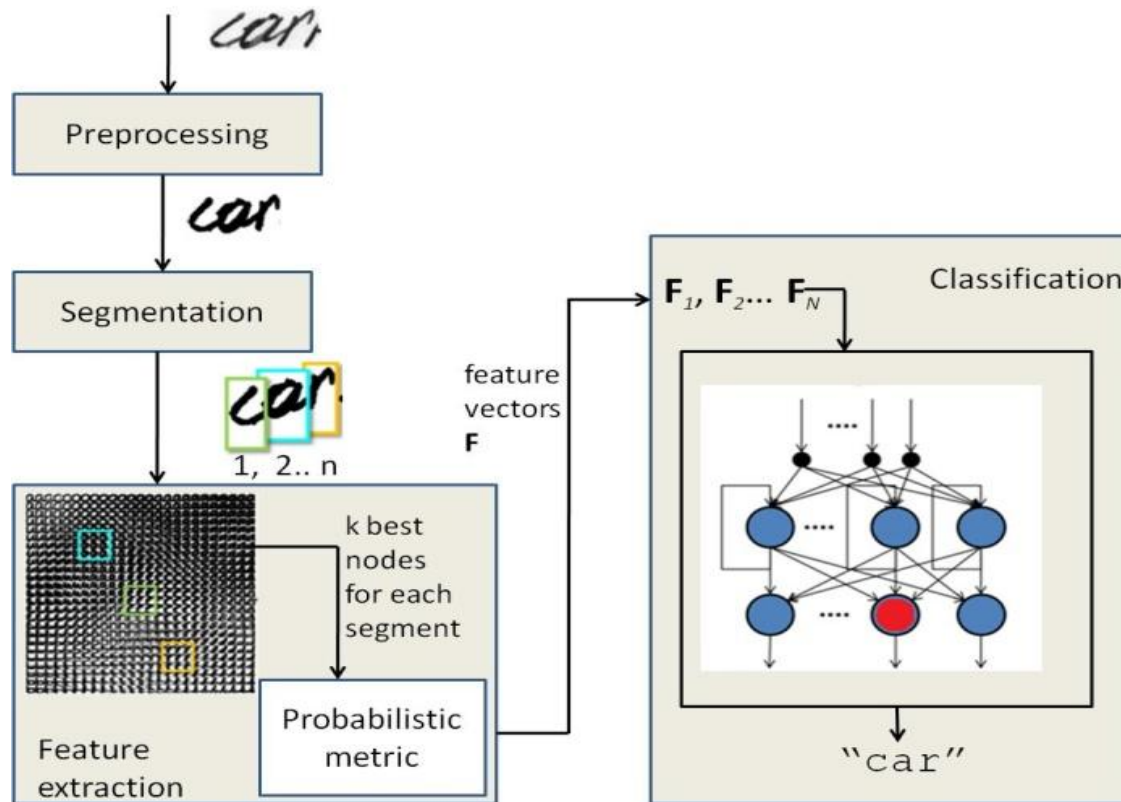 car
Preprocessing
car
Segmentation
car
1, 2.. n
k best
nodes
for each
segment
Probabilistic
metric
Feature
extraction
feature
vectors
F
Classification
F1, F2... FN
....
....
....
“car”